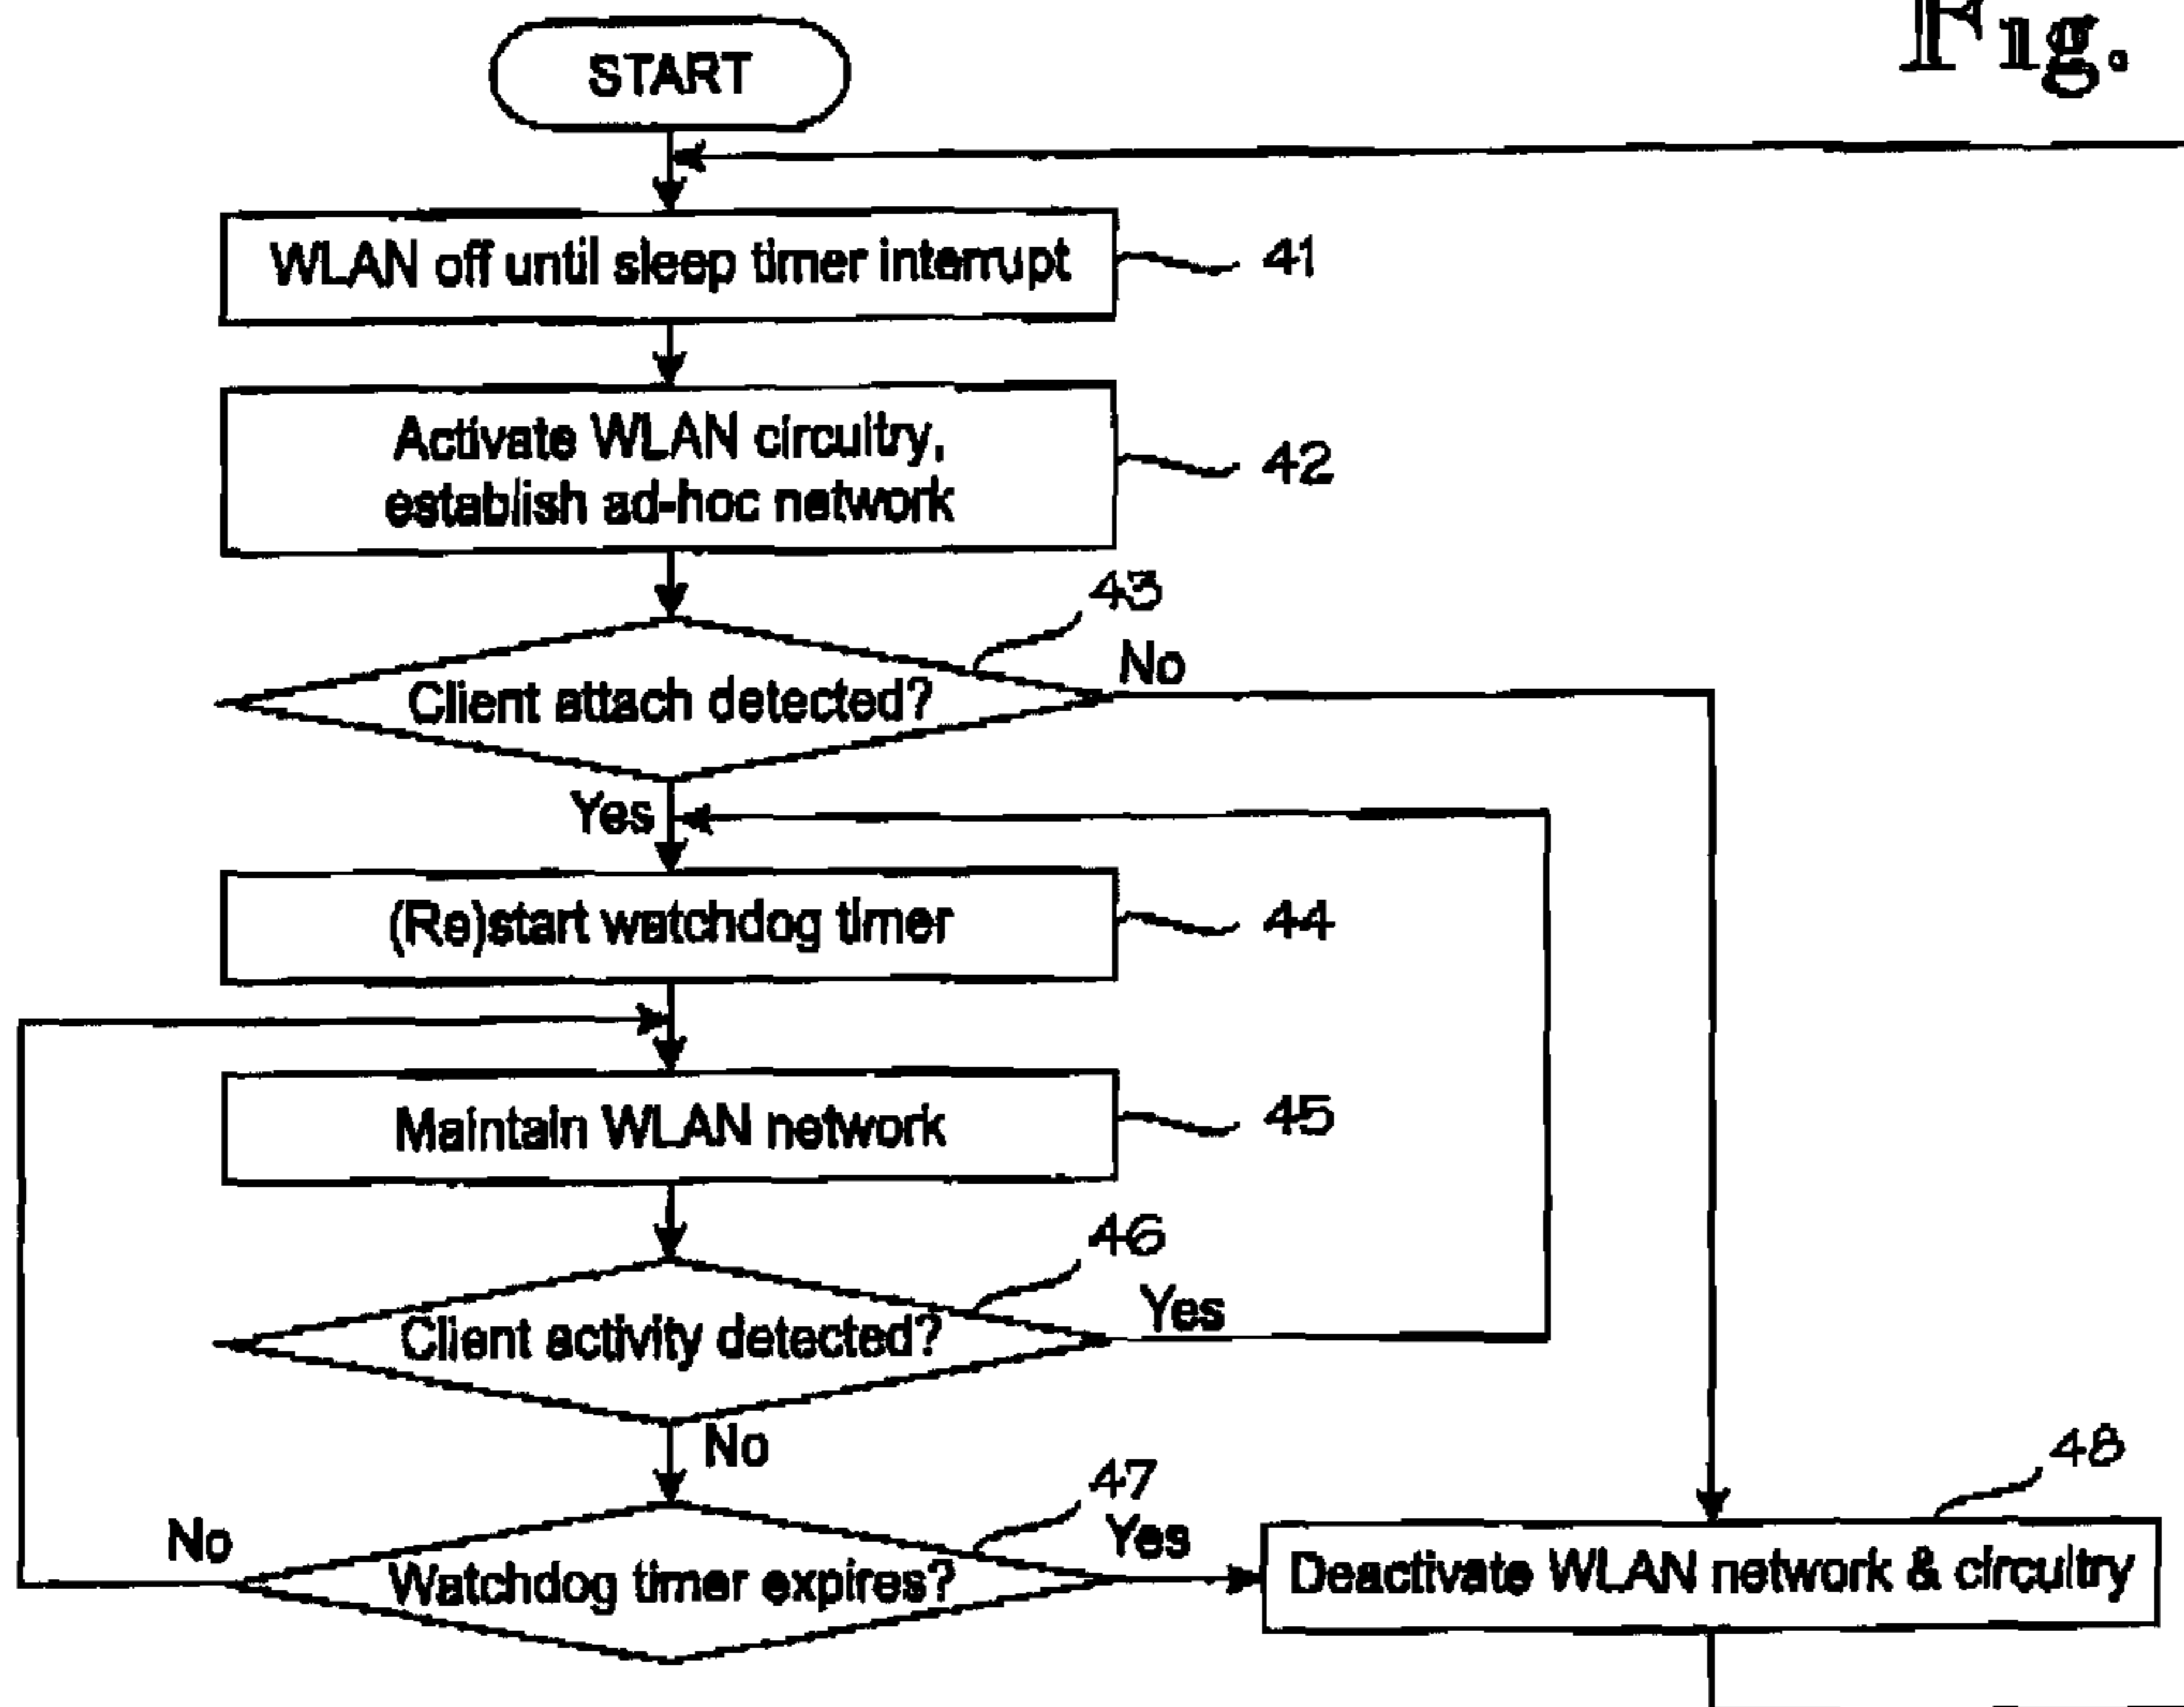 Fig.
START
WLAN off until sleep timer interrupt
41
Activate WLAN circuitry,
establish ad-hoc network
42
43
Client attach detected?
No
Yes
(Re)start watchdog timer
44
Maintain WLAN network
45
46
Client activity detected?
Yes
No
47
48
No
Watchdog timer expires?
Yes
Deactivate WLAN network & circuitry